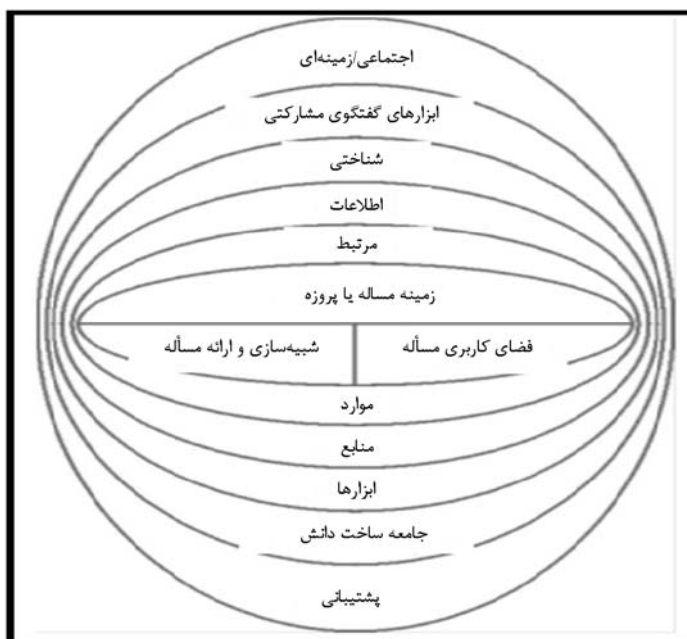 اجتماعی/زمینه‌ای
ابزارهای گفتگوی مشارکتی
شناختی
اطلاعات
مرتبط
زمینه مساله یا پروژه
فضای کاربری مسأله
شبیه‌سازی و ارائه مسأله
موارد
منابع
ابزارها
جامعه ساخت دانش
پشتیبانی